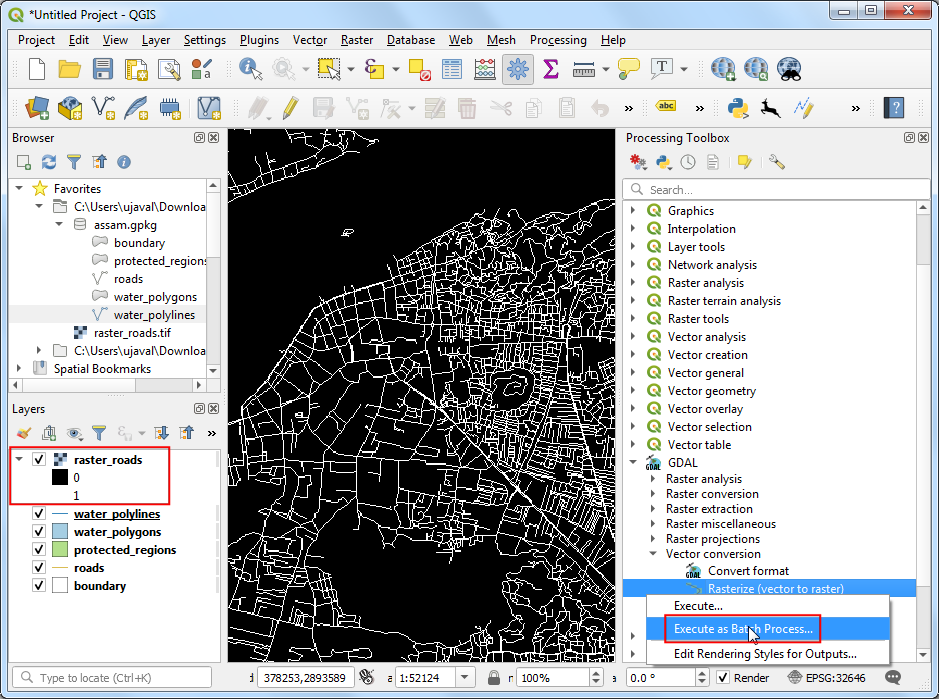 *Untitled Project - QGIS
Project Edit View Layer Settings Plugins Vector Raster Database Web Mesh Processing Help
abc
Browser
Favorites
C:\Users\ujaval\Downloa
assam.gpkg
boundary
protected_regions
roads
water_polygons
water_polylines
raster_roads.tif
C:\Users\ujaval\Downloa
Spatial Bookmarks
Layers
raster_roads
0
1
water_polylines
water_polygons
protected_regions
roads
boundary
Processing Toolbox
Search...
Graphics
Interpolation
Layer tools
Network analysis
Raster analysis
Raster terrain analysis
Raster tools
Vector analysis
Vector creation
Vector general
Vector geometry
Vector overlay
Vector selection
Vector table
GDAL
Raster analysis
Raster conversion
Raster extraction
Raster miscellaneous
Raster projections
Vector conversion
Convert format
Rasterize (vector to raster)
Execute...
Execute as Batch Process...
Edit Rendering Styles for Outputs...
Type to locate (Ctrl+K) 378253,2893589 1:52124 100% 0.0 ° Render EPSG:32646